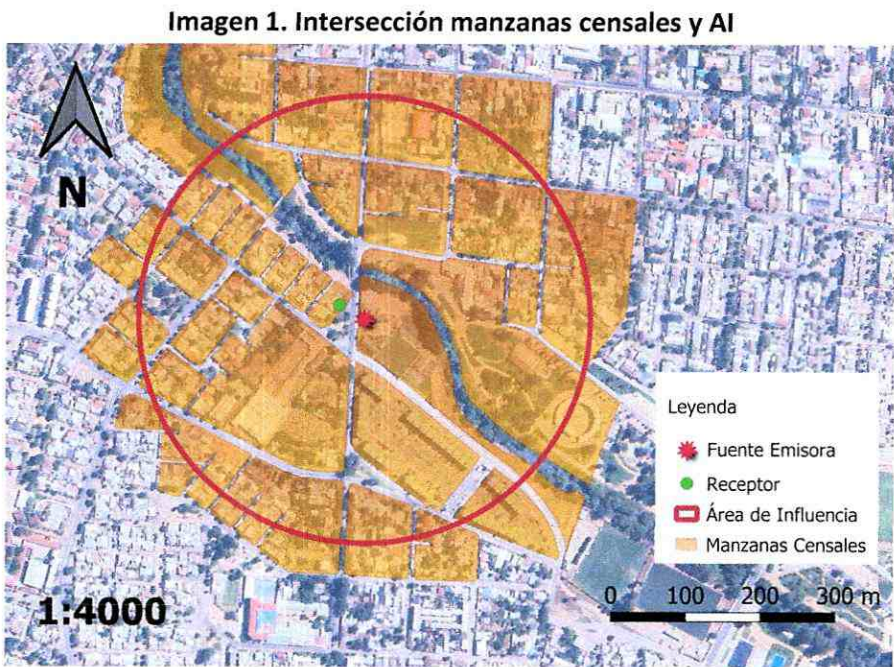 Imagen 1. Intersección manzanas censales y AI
N
Leyenda
Fuente Emisora
Receptor
Área de Influencia
Manzanas Censales
1:4000
0 100 200 300 m